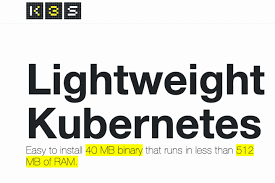 K3S
Lightweight
Kubernetes
Easy to install 40 MB binary that runs in less than 512
MB of RAM.